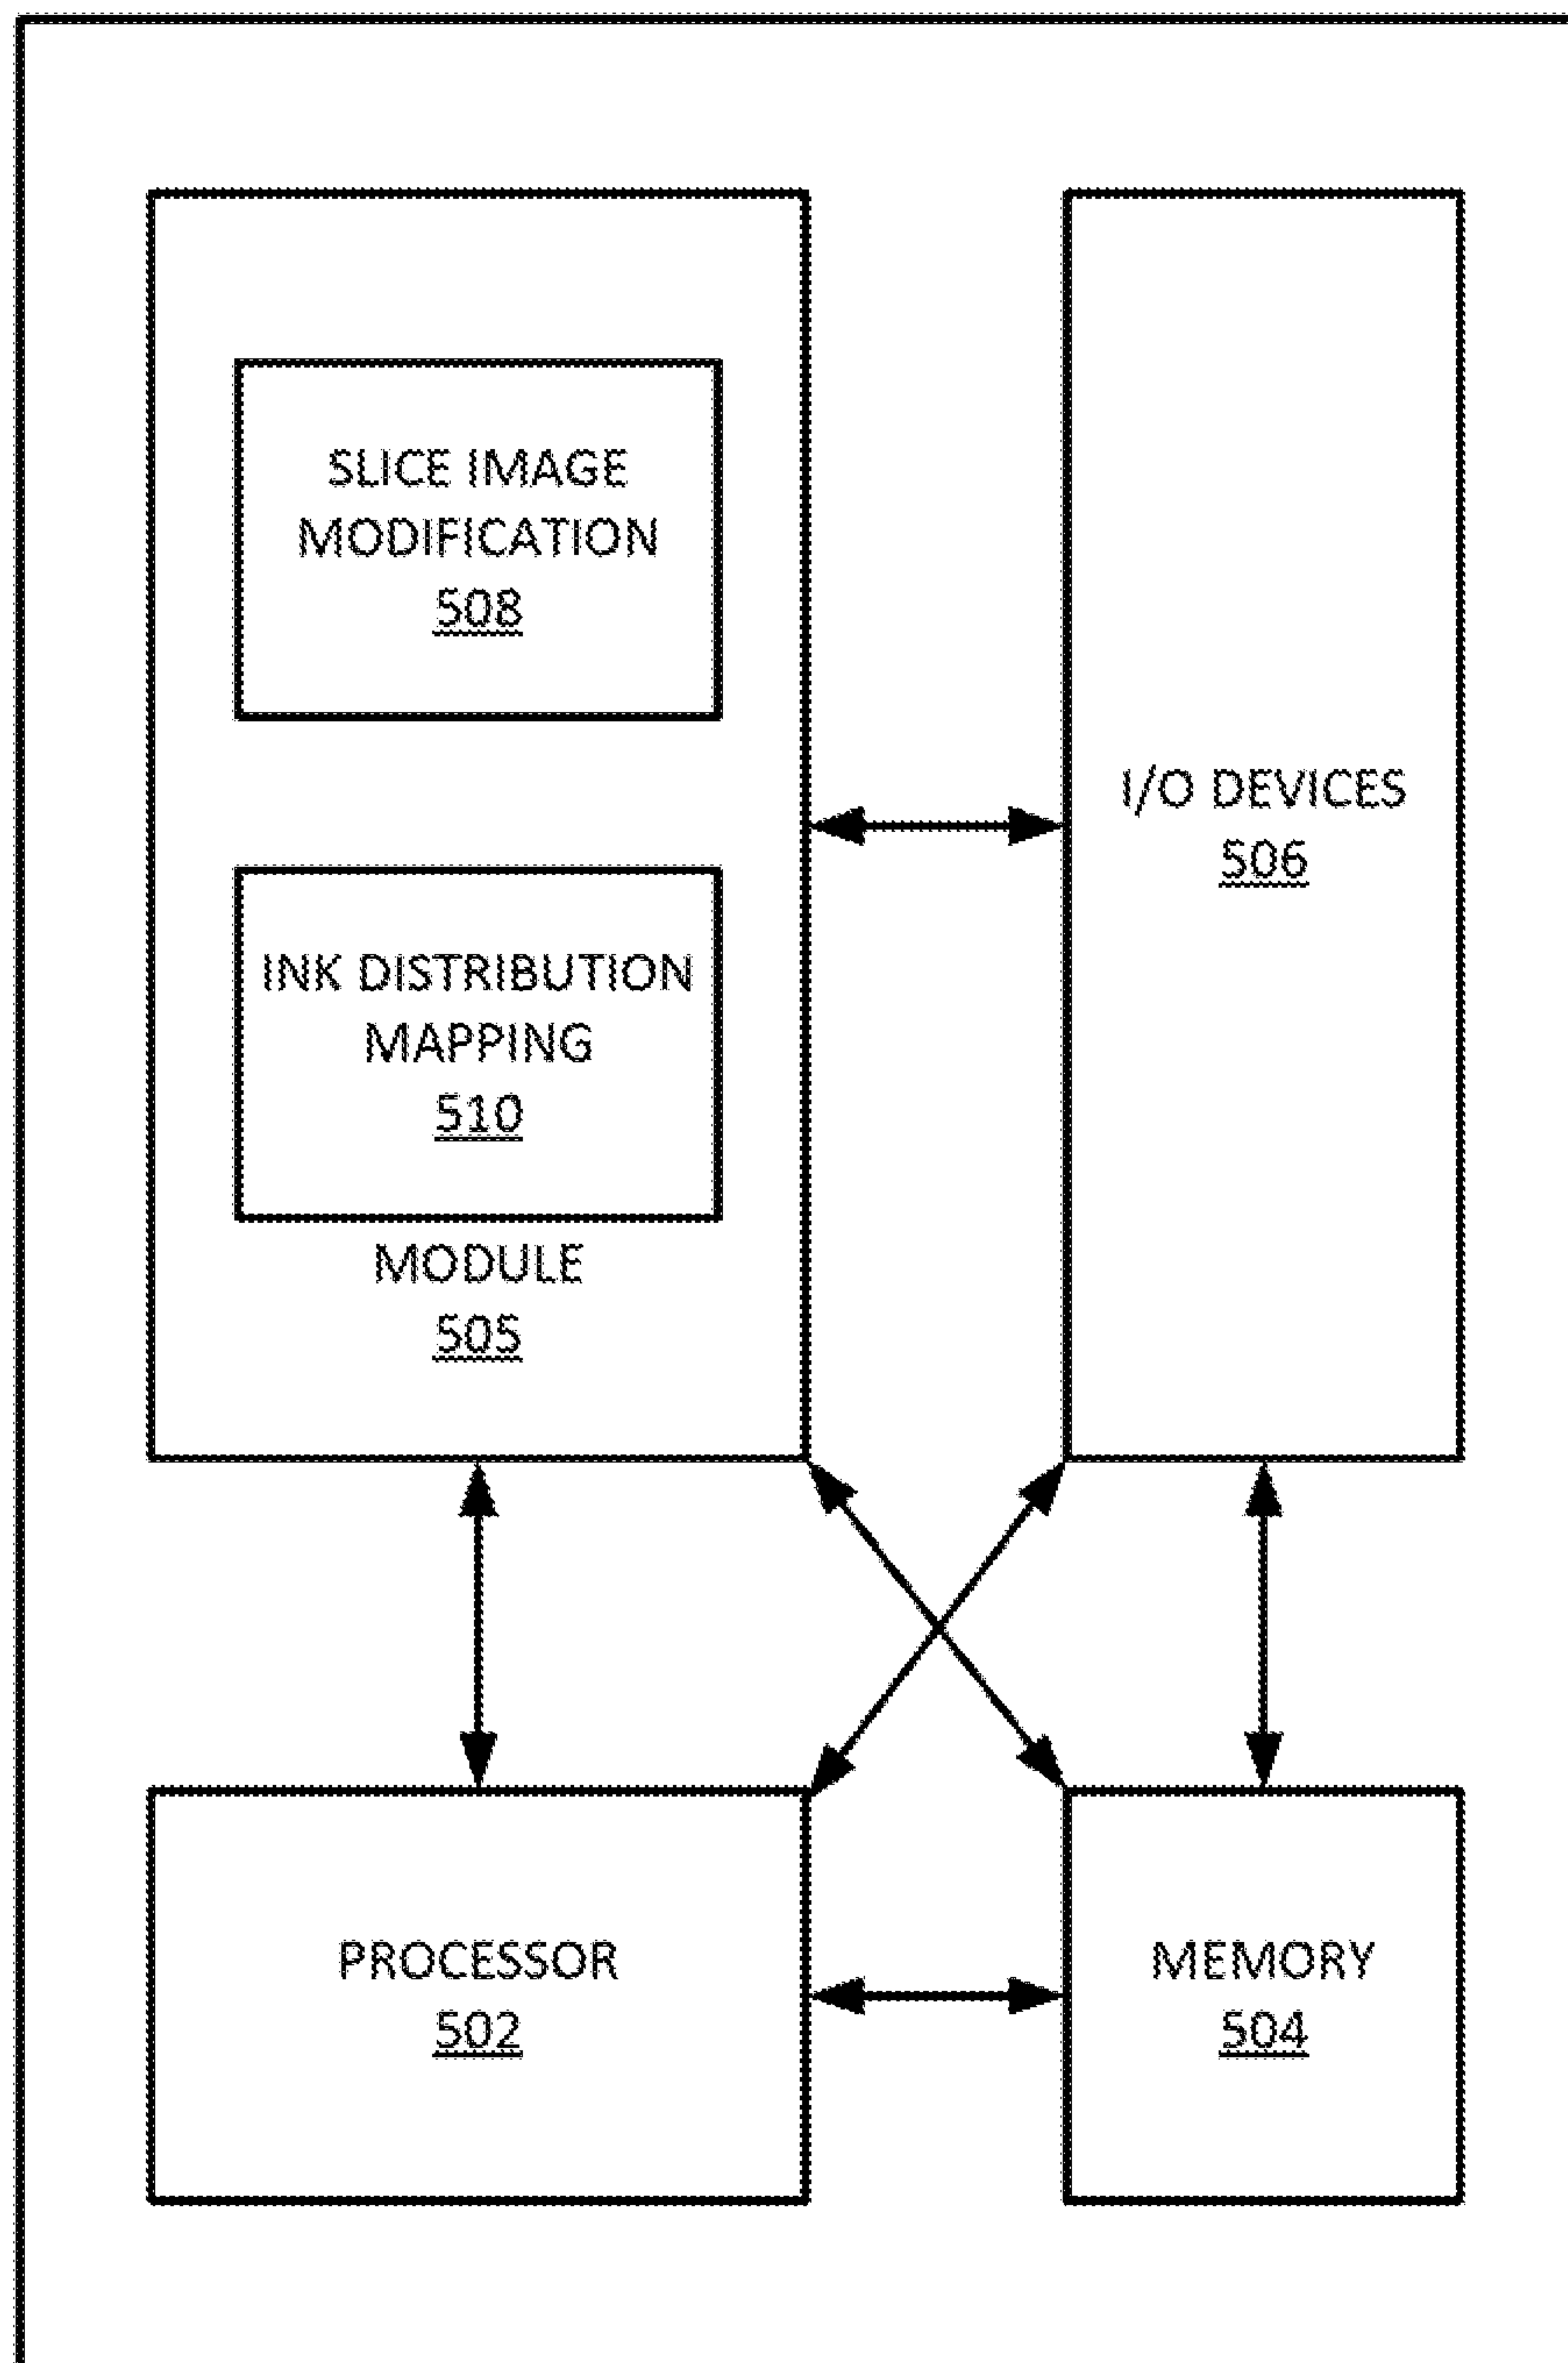 SLICE IMAGE
MODIFICATION
508
INK DISTRIBUTION
MAPPING
510
MODULE
505
I/O DEVICES
506
PROCESSOR
502
MEMORY
504